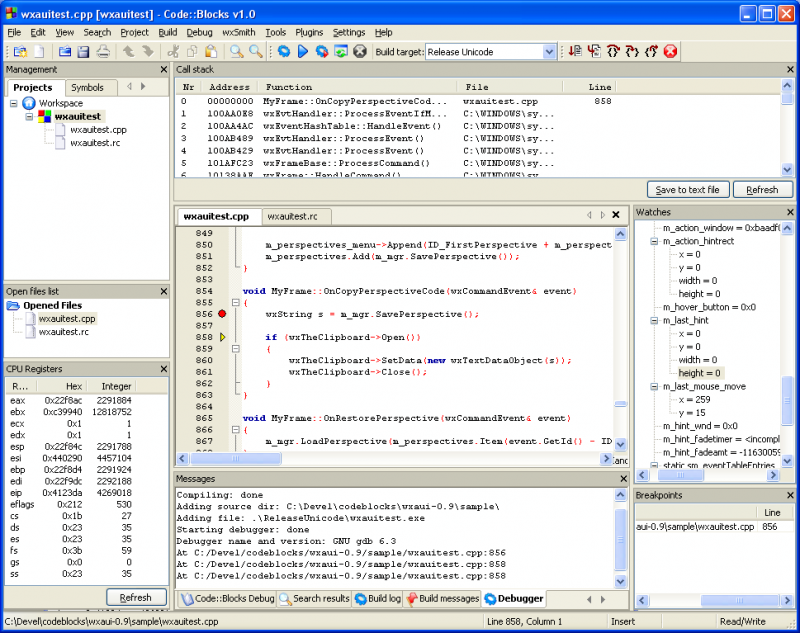 wxauitest.cpp [wxauitest] - Code::Blocks v1.0
File Edit View Search Project Build Debug wxSmith Tools Plugins Settings Help
Build target: Release Unicode
Management
Projects Symbols
Workspace
wxauitest
wxauitest.cpp
wxauitest.rc
Call stack
Nr Address Function File Line
0 00000000 MyFrame::OnCopyPerspectiveCod... wxauitest.cpp 858
1 100AA0E8 wxEvtHandler::ProcessEventIfM... C:\WINDOWS\sy...
2 100AA4AC wxEventHashTable::HandleEvent() C:\WINDOWS\sy...
3 100AB489 wxEvtHandler::ProcessEvent() C:\WINDOWS\sy...
4 100AB429 wxEvtHandler::ProcessEvent() C:\WINDOWS\sy...
5 101AFC23 wxFrameBase::ProcessCommand() C:\WINDOWS\sy...
6 10138AAF wxFrame::HandleCommand() C:\WINDOWS\sy...
Save to text file Refresh
Open files list
Opened Files
wxauitest.cpp
wxauitest.rc
CPU Registers
R... Hex Integer
eax 0x22f8ac 2291884
ebx 0xc39940 12818752
ecx 0x1 1
edx 0x1 1
esp 0x22f84c 2291788
esi 0x440290 4457104
ebp 0x22f8d4 2291924
edi 0x22f9dc 2292188
eip 0x4123da 4269018
eflags 0x212 530
cs 0x1b 27
ds 0x23 35
es 0x23 35
fs 0x3b 59
gs 0x0 0
ss 0x23 35
Refresh
wxauitest.cpp wxauitest.rc
849
850 m_perspectives_menu->Append(ID_FirstPerspective + m_perspect
851 m_perspectives.Add(m_mgr.SavePerspective());
852 }
853
854 void MyFrame::OnCopyPerspectiveCode(wxCommandEvent& event)
855 {
856 wxString s = m_mgr.SavePerspective();
857
858 if (wxTheClipboard->Open())
859 {
860 wxTheClipboard->SetData(new wxTextDataObject(s));
861 wxTheClipboard->Close();
862 }
863 }
864
865 void MyFrame::OnRestorePerspective(wxCommandEvent& event)
866 {
867 m_mgr.LoadPerspective(m_perspectives.Item(event.GetId() - ID
Watches
m_action_window = 0xbaadf0
m_action_hintrect
x = 0
y = 0
width = 0
height = 0
m_hover_button = 0x0
m_last_hint
x = 0
y = 0
width = 0
height = 0
m_last_mouse_move
x = 259
y = 15
m_hint_wnd = 0x0
m_hint_fadetimer = <incompl
m_hint_fadeamt = -11630059
static sm_eventTableEntries
Messages
Compiling: done
Adding source dir: C:\Devel\codeblocks\wxaui-0.9\sample\
Adding file: .\ReleaseUnicode\wxauitest.exe
Starting debugger: done
Debugger name and version: GNU gdb 6.3
At C:/Devel/codeblocks/wxaui-0.9/sample/wxauitest.cpp:856
At C:/Devel/codeblocks/wxaui-0.9/sample/wxauitest.cpp:858
At C:/Devel/codeblocks/wxaui-0.9/sample/wxauitest.cpp:858
Code::Blocks Debug Search results Build log Build messages Debugger
Breakpoints
Line
aui-0.9\sample\wxauitest.cpp 856
C:\Devel\codeblocks\wxaui-0.9\sample\wxauitest.cpp Line 858, Column 1 Insert Read/Write